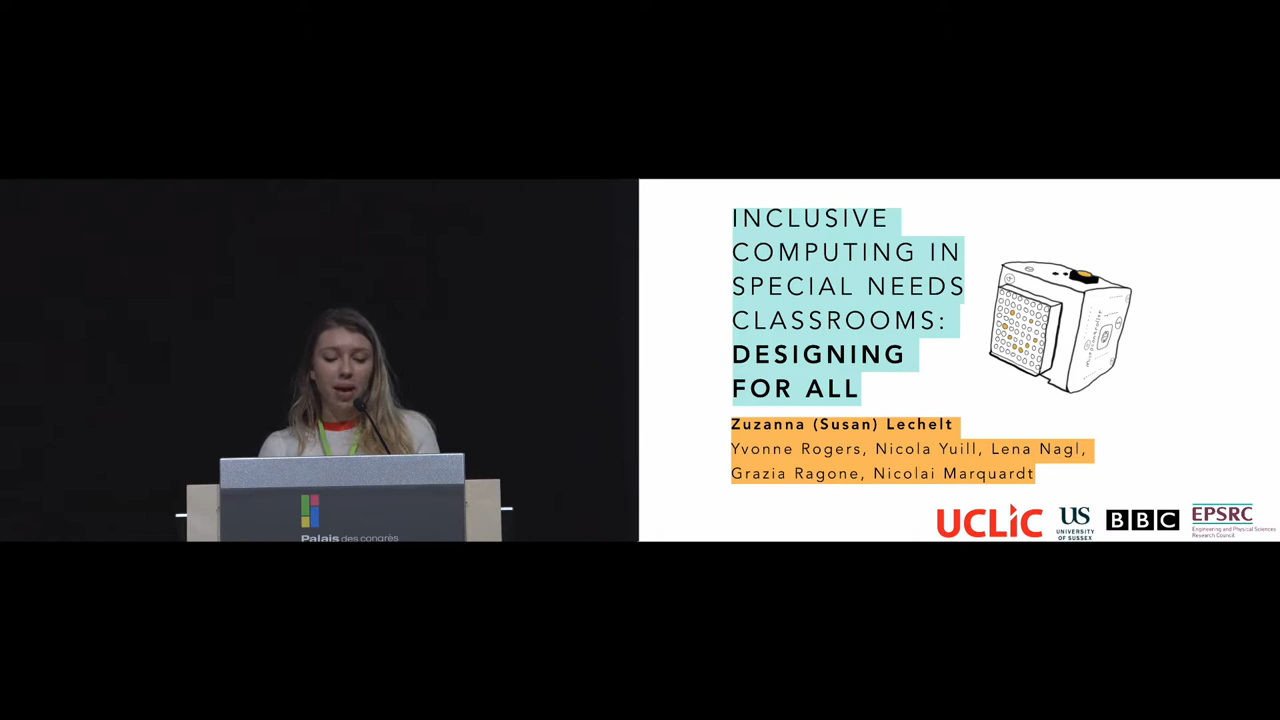 INCLUSIVE
COMPUTING IN
SPECIAL NEEDS
CLASSROOMS:
DESIGNING
FOR ALL
Zuzanna (Susan) Lechelt
Yvonne Rogers, Nicola Yuill, Lena Nagl,
Grazia Ragone, Nicolai Marquardt
UCLIC
US
UNIVERSITY
OF SUSSEX
BBC
EPSRC
Engineering and Physical Sciences
Research Council
Palais des congrès